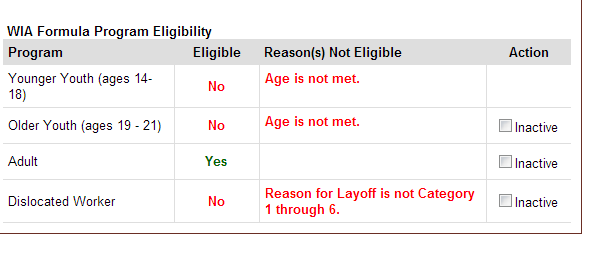 WIA Formula Program Eligibility
Program Eligible Reason(s) Not Eligible Action
Younger Youth (ages 14-
18) No Age is not met.
Older Youth (ages 19 - 21) No Age is not met. Inactive
Adult Yes Inactive
Dislocated Worker No Reason for Layoff is not Category
1 through 6. Inactive